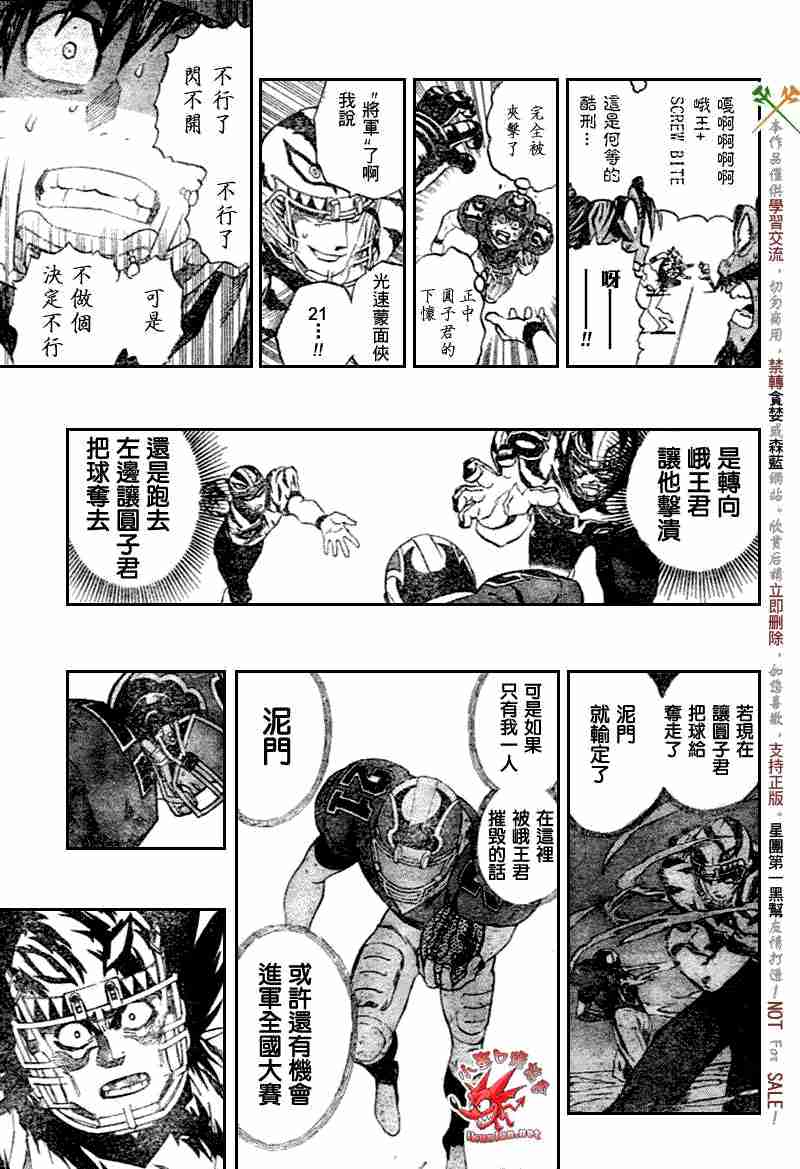 嘎啊啊啊啊
峨王+
SCREW BITE
這是何等的
酷刑…
呀——!!
完全被
夾擊了
正中
圓子君的
下懷
"將軍"了啊
我說
光速蒙面俠
21…!!
不行了
閃不開
不行了
可是
不做個
決定不行
是轉向
峨王君
讓他擊潰
還是跑去
左邊讓圓子君
把球奪去
若現在
讓圓子君
把球給
奪走了
泥門
就輸定了
可是如果
只有我一人
在這裡
被峨王君
摧毀的話
泥門
或許還有機會
進軍全國大賽
21
本作品僅供學習交流，切勿商用，禁轉貪婪或森藍網站。欣賞后請立即刪除，如您喜歡，支持正版。星團第一黑幫友情打造！NOT For SALE！